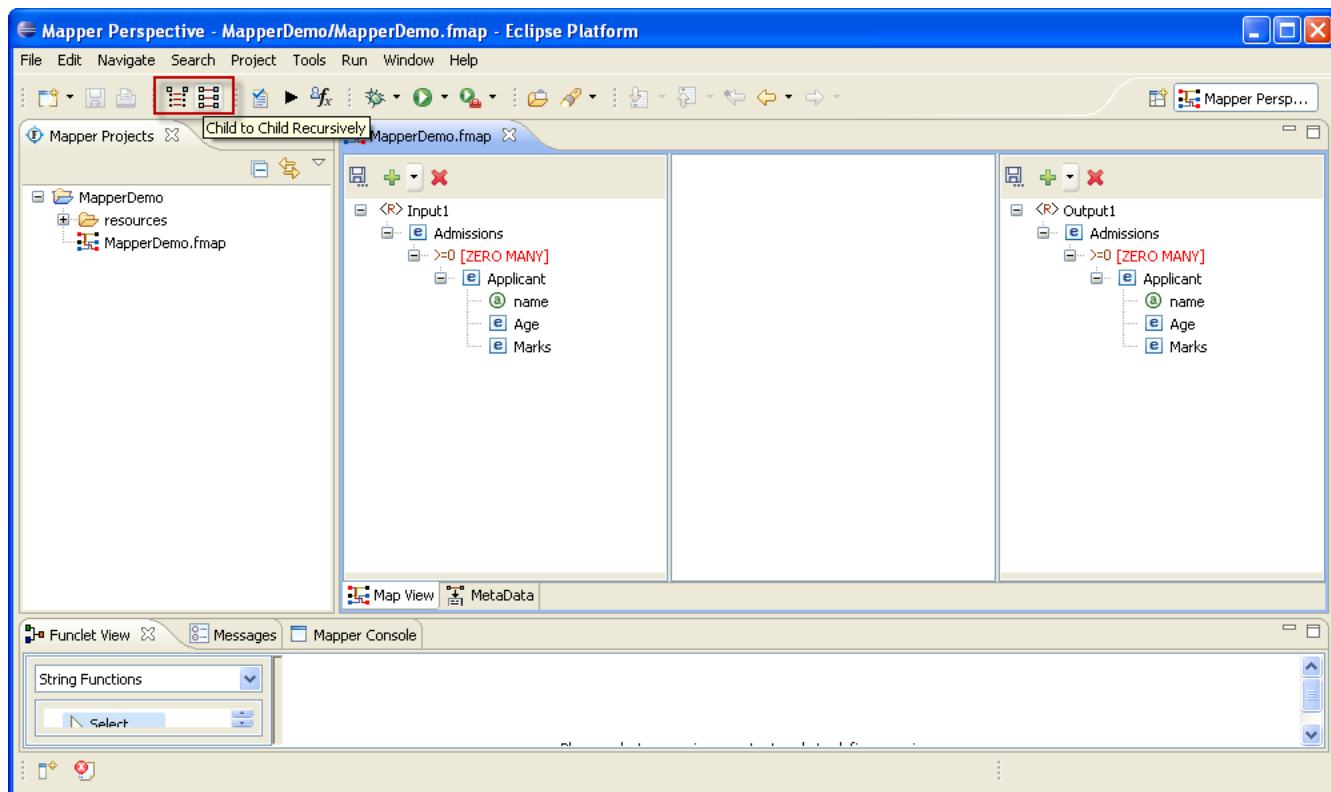 Mapper Perspective - MapperDemo/MapperDemo.fmap - Eclipse Platform
File Edit Navigate Search Project Tools Run Window Help
Mapper Persp...
Child to Child Recursively
Mapper Projects
MapperDemo.fmap
MapperDemo
resources
MapperDemo.fmap
<R> Input1
e Admissions
>=0 [ZERO MANY]
e Applicant
a name
e Age
e Marks
<R> Output1
e Admissions
>=0 [ZERO MANY]
e Applicant
a name
e Age
e Marks
Map View MetaData
Funclet View Messages Mapper Console
String Functions
Select